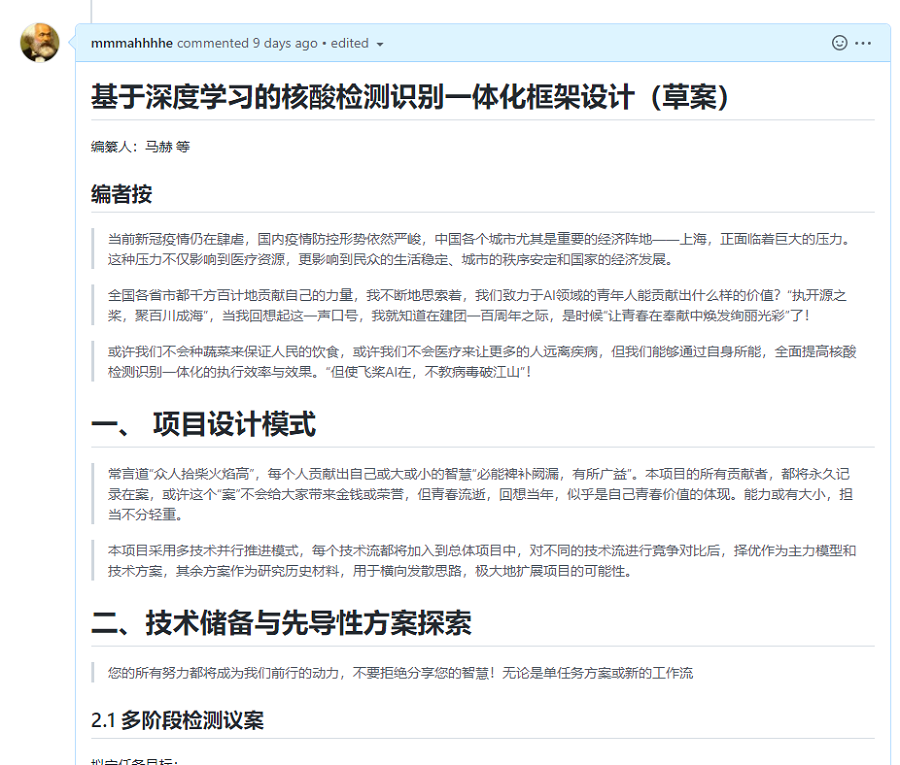 mmmahhhhe commented 9 days ago • edited
基于深度学习的核酸检测识别一体化框架设计（草案）
编纂人：马赫 等
编者按
当前新冠疫情仍在肆虐，国内疫情防控形势依然严峻，中国各个城市尤其是重要的经济阵地——上海，正面临着巨大的压力。
这种压力不仅影响到医疗资源，更影响到民众的生活稳定、城市的秩序安定和国家的经济发展。
全国各省市都千方百计地贡献自己的力量，我不断地思索着，我们致力于AI领域的青年人能贡献出什么样的价值？“执开源之
桨，聚百川成海”，当我回想起这一声口号，我就知道在建团一百周年之际，是时候“让青春在奉献中焕发绚丽光彩”了！
或许我们不会种蔬菜来保证人民的饮食，或许我们不会医疗来让更多的人远离疾病，但我们能够通过自身所能，全面提高核酸
检测识别一体化的执行效率与效果。“但使飞桨AI在，不教病毒破江山”！
一、 项目设计模式
常言道“众人拾柴火焰高”，每个人贡献出自己或大或小的智慧“必能裨补阙漏，有所广益”。本项目的所有贡献者，都将永久记
录在案，或许这个“案”不会给大家带来金钱或荣誉，但青春流逝，回想当年，似乎是自己青春价值的体现。能力或有大小，担
当不分轻重。
本项目采用多技术并行推进模式，每个技术流都将加入到总体项目中，对不同的技术流进行竞争对比后，择优作为主力模型和
技术方案，其余方案作为研究历史材料，用于横向发散思路，极大地扩展项目的可能性。
二、技术储备与先导性方案探索
您的所有努力都将成为我们前行的动力，不要拒绝分享您的智慧！无论是单任务方案或新的工作流
2.1 多阶段检测议案
拟定任务目标：